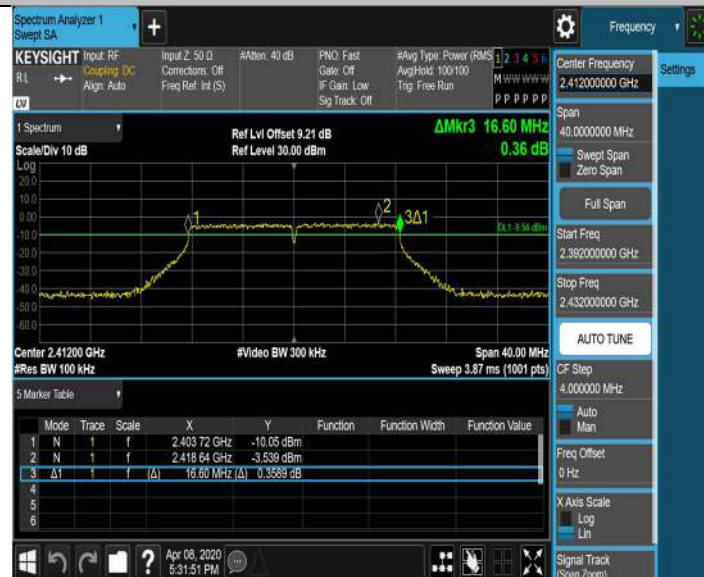 Spectrum Analyzer 1
Swept SA
+
Frequency
KEYSIGHT
RL
Input: RF
Coupling: DC
Align: Auto
Input Z: 50 Ω
Corrections: Off
Freq Ref: Int (S)
#Atten: 40 dB
PNO: Fast
Gate: Off
IF Gain: Low
Sig Track: Off
#Avg Type: Power (RMS
Avg|Hold: 100/100
Trig: Free Run
1 2 3 4 5 6
M W W W W W
P P P P P P
1 Spectrum
Scale/Div 10 dB
Ref Lvl Offset 9.21 dB
Ref Level 30.00 dBm
ΔMkr3 16.60 MHz
0.36 dB
Log
20.0
10.0
0.00
-10.0
-20.0
-30.0
-40.0
-50.0
-60.0
1
2
3Δ1
DL1 -9.54 dBm
Center 2.41200 GHz
#Res BW 100 kHz
#Video BW 300 kHz
Span 40.00 MHz
Sweep 3.87 ms (1001 pts)
5 Marker Table
Mode Trace Scale X Y Function Function Width Function Value
1 N 1 f 2.403 72 GHz -10.05 dBm
2 N 1 f 2.418 64 GHz -3.539 dBm
3 Δ1 1 f (Δ) 16.60 MHz (Δ) 0.3589 dB
4
5
6
?
Apr 08, 2020
5:31:51 PM
Center Frequency
2.412000000 GHz
Settings
Span
40.0000000 MHz
Swept Span
Zero Span
Full Span
Start Freq
2.392000000 GHz
Stop Freq
2.432000000 GHz
AUTO TUNE
CF Step
4.000000 MHz
Auto
Man
Freq Offset
0 Hz
X Axis Scale
Log
Lin
Signal Track
(Span Zoom)